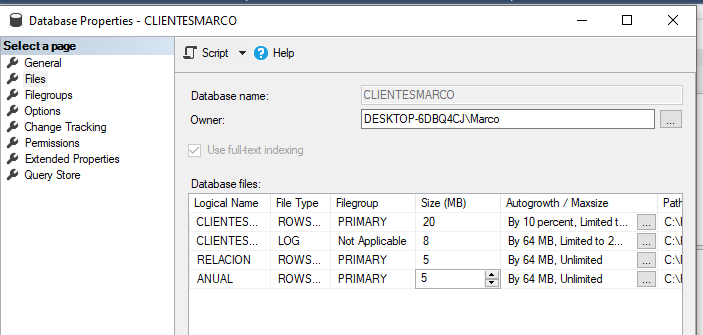 Database Properties - CLIENTESMARCO
Select a page
General
Files
Filegroups
Options
Change Tracking
Permissions
Extended Properties
Query Store
Script
Help
Database name:
CLIENTESMARCO
Owner:
DESKTOP-6DBQ4CJ\Marco
...
Use full-text indexing
Database files:
Logical Name File Type Filegroup Size (MB) Autogrowth / Maxsize Path
CLIENTES... ROWS... PRIMARY 20 By 10 percent, Limited t... ... C:\
CLIENTES... LOG Not Applicable 8 By 64 MB, Limited to 2... ... C:\
RELACION ROWS... PRIMARY 5 By 64 MB, Unlimited ... C:\
ANUAL ROWS... PRIMARY 5 By 64 MB, Unlimited ... C:\